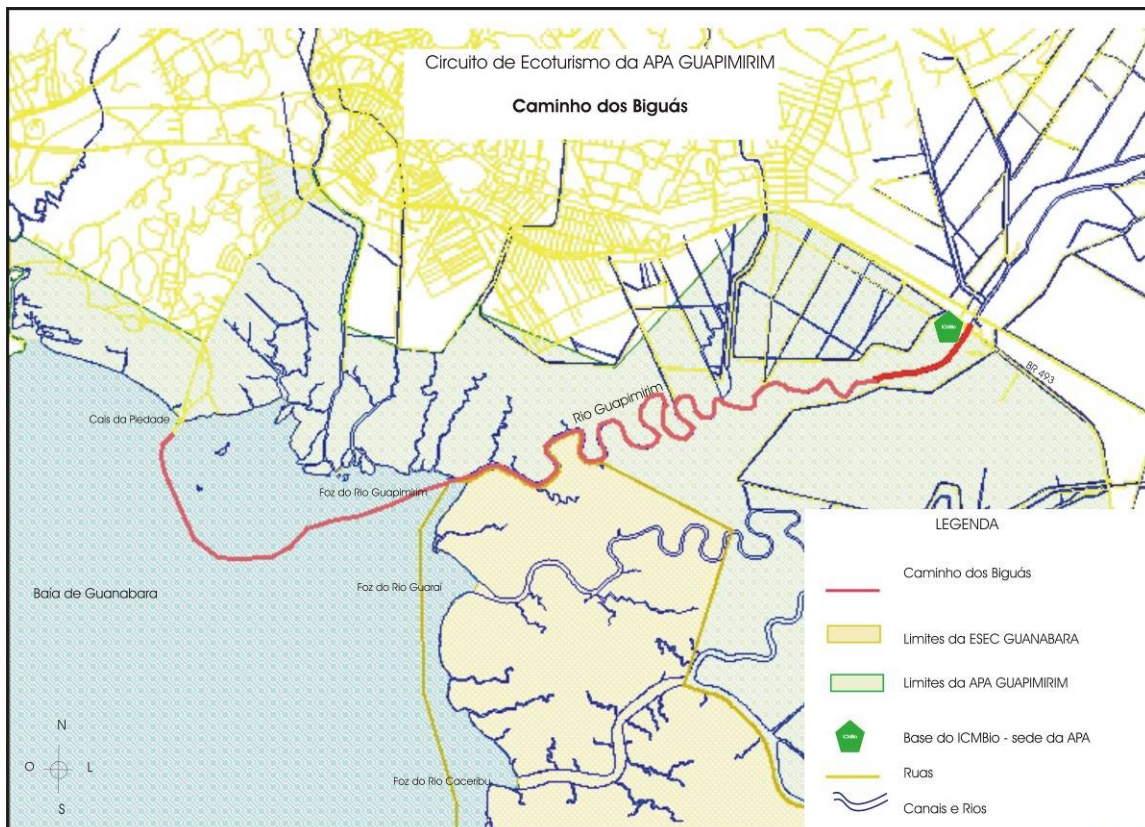 Circuito de Ecoturismo da APA GUAPIMIRIM
Caminho dos Biguás
ICMBio
BR 493
Rio Guapimirim
Cais da Piedade
Foz do Rio Guapimirim
Foz do Rio Guaraí
Baía de Guanabara
Foz do Rio Caceribu
N
O L
S
LEGENDA
Caminho dos Biguás
Limites da ESEC GUANABARA
Limites da APA GUAPIMIRIM
ICMBio
Base do ICMBio - sede da APA
Ruas
Canais e Rios